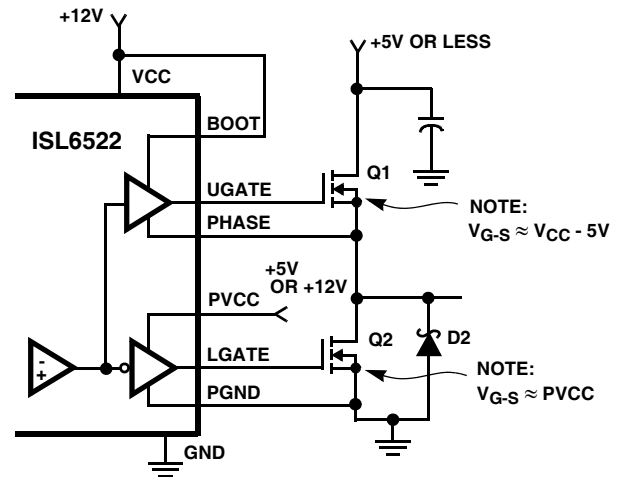 +12V
+5V OR LESS
VCC
BOOT
ISL6522
Q1
UGATE
NOTE:
VG-S ≈ VCC - 5V
PHASE
+5V
OR +12V
PVCC
Q2
D2
LGATE
NOTE:
VG-S ≈ PVCC
-
+
PGND
GND